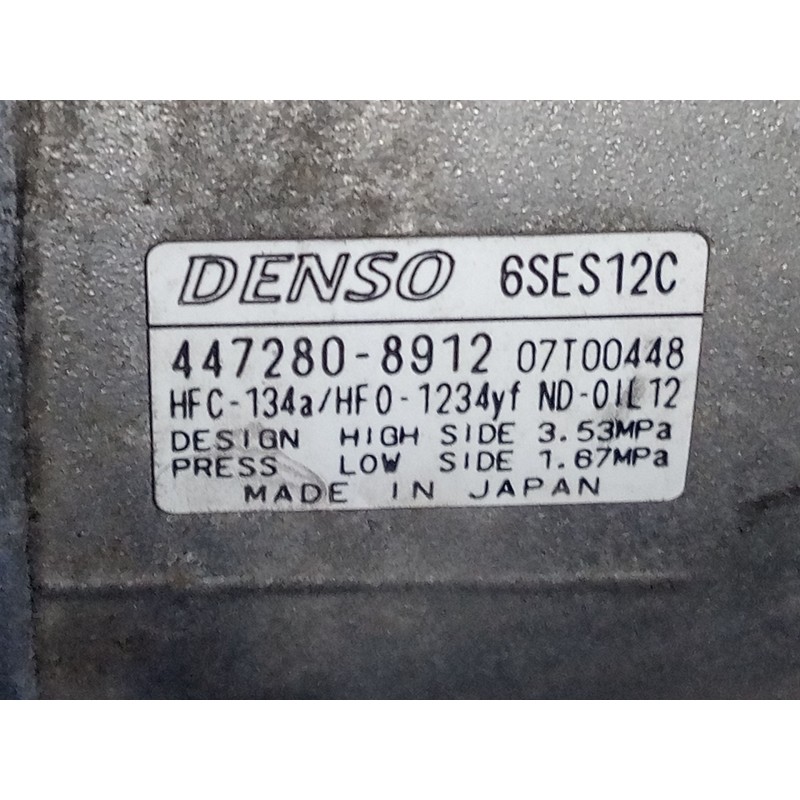 DENSO 6SES12C
447280-8912 07T00448
HFC-134a/HFO-1234yf ND-OIL12
DESIGN HIGH SIDE 3.53MPa
PRESS LOW SIDE 1.67MPa
MADE IN JAPAN